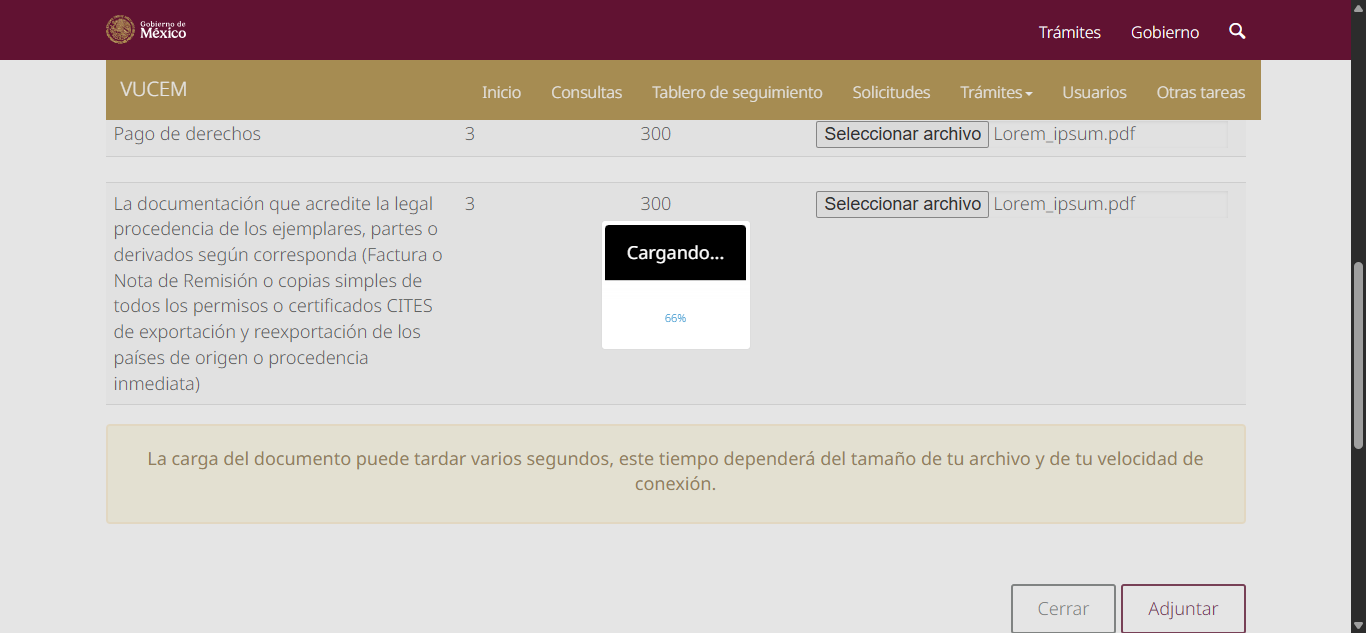 Gobierno de
México
Trámites
Gobierno
VUCEM
Inicio
Consultas
Tablero de seguimiento
Solicitudes
Trámites
Usuarios
Otras tareas
Pago de derechos
3
300
Seleccionar archivo
Lorem_ipsum.pdf
La documentación que acredite la legal
procedencia de los ejemplares, partes o
derivados según corresponda (Factura o
Nota de Remisión o copias simples de
todos los permisos o certificados CITES
de exportación y reexportación de los
países de origen o procedencia
inmediata)
3
300
Seleccionar archivo
Lorem_ipsum.pdf
Cargando...
66%
La carga del documento puede tardar varios segundos, este tiempo dependerá del tamaño de tu archivo y de tu velocidad de
conexión.
Cerrar
Adjuntar